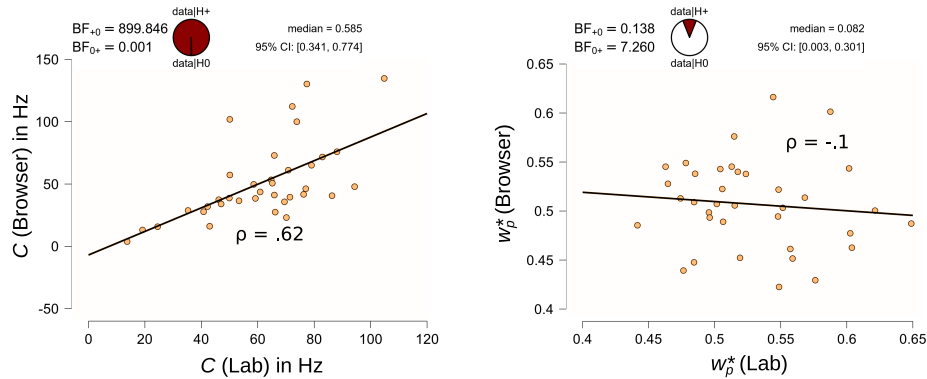 data|H+
BF+0 = 899.846
BF0+ = 0.001
data|H0
median = 0.585
95% CI: [0.341, 0.774]
150
100
50
0
-50
C (Browser) in Hz
ρ = .62
0 20 40 60 80 100 120
C (Lab) in Hz
data|H+
BF+0 = 0.138
BF0+ = 7.260
data|H0
median = 0.082
95% CI: [0.003, 0.301]
0.65
0.6
0.55
0.5
0.45
0.4
wp* (Browser)
ρ = -.1
0.4 0.45 0.5 0.55 0.6 0.65
wp* (Lab)